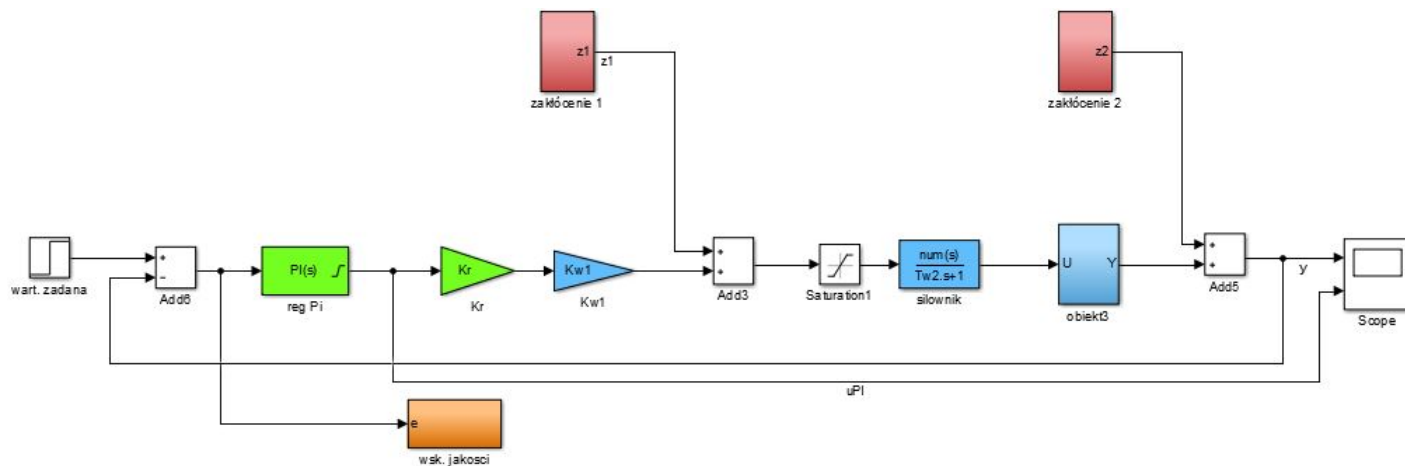 z1
z1
zakłócenie 1
z2
zakłócenie 2
wart. zadana
+
−
Add6
PI(s)
reg Pi
Kr
Kr
Kw1
Kw1
+
+
Add3
Saturation1
num(s)
Tw2.s+1
silownik
U
Y
obiekt3
+
+
Add5
y
Scope
uPI
e
wsk. jakosci